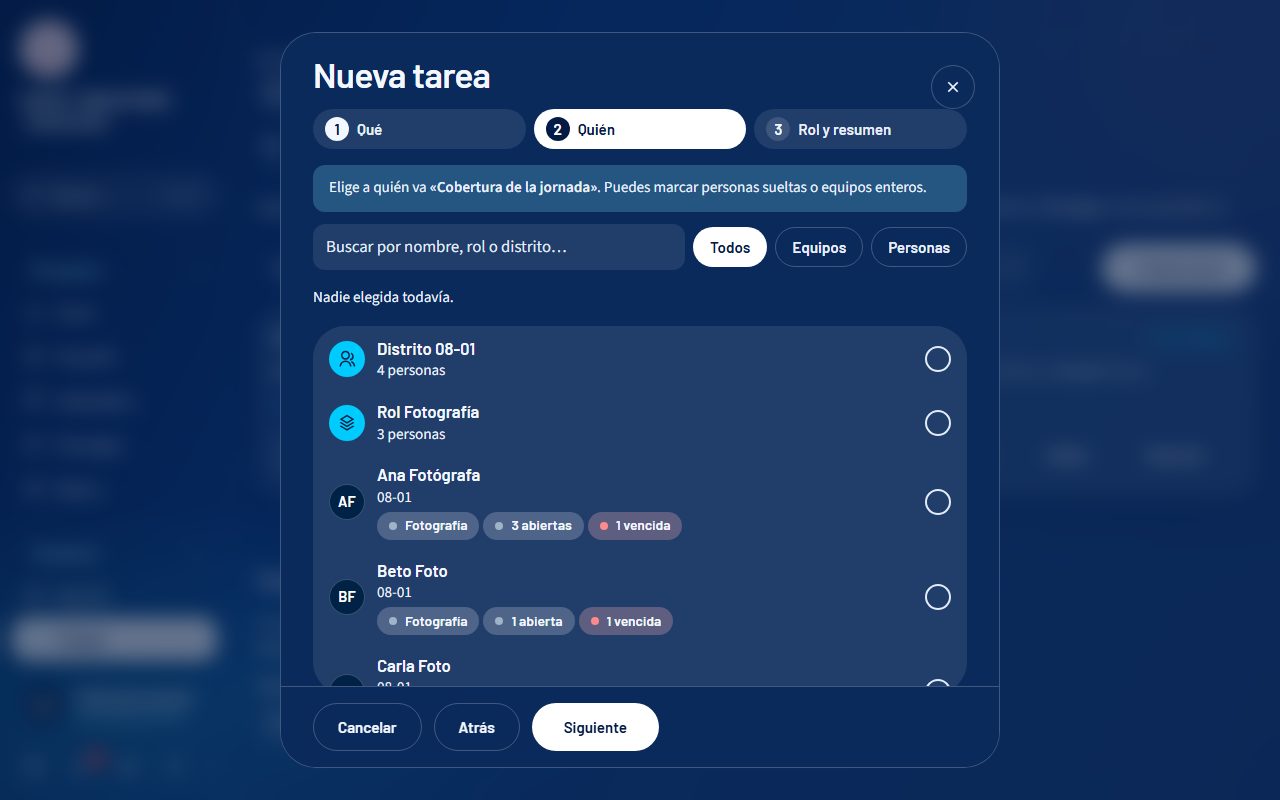 Nueva tarea
1 Qué
2 Quién
3 Rol y resumen
Elige a quién va «Cobertura de la jornada». Puedes marcar personas sueltas o equipos enteros.
Buscar por nombre, rol o distrito…
Todos
Equipos
Personas
Nadie elegida todavía.
Distrito 08-01
4 personas
Rol Fotografía
3 personas
AF
Ana Fotógrafa
08-01
Fotografía
3 abiertas
1 vencida
BF
Beto Foto
08-01
Fotografía
1 abierta
1 vencida
Carla Foto
Cancelar
Atrás
Siguiente